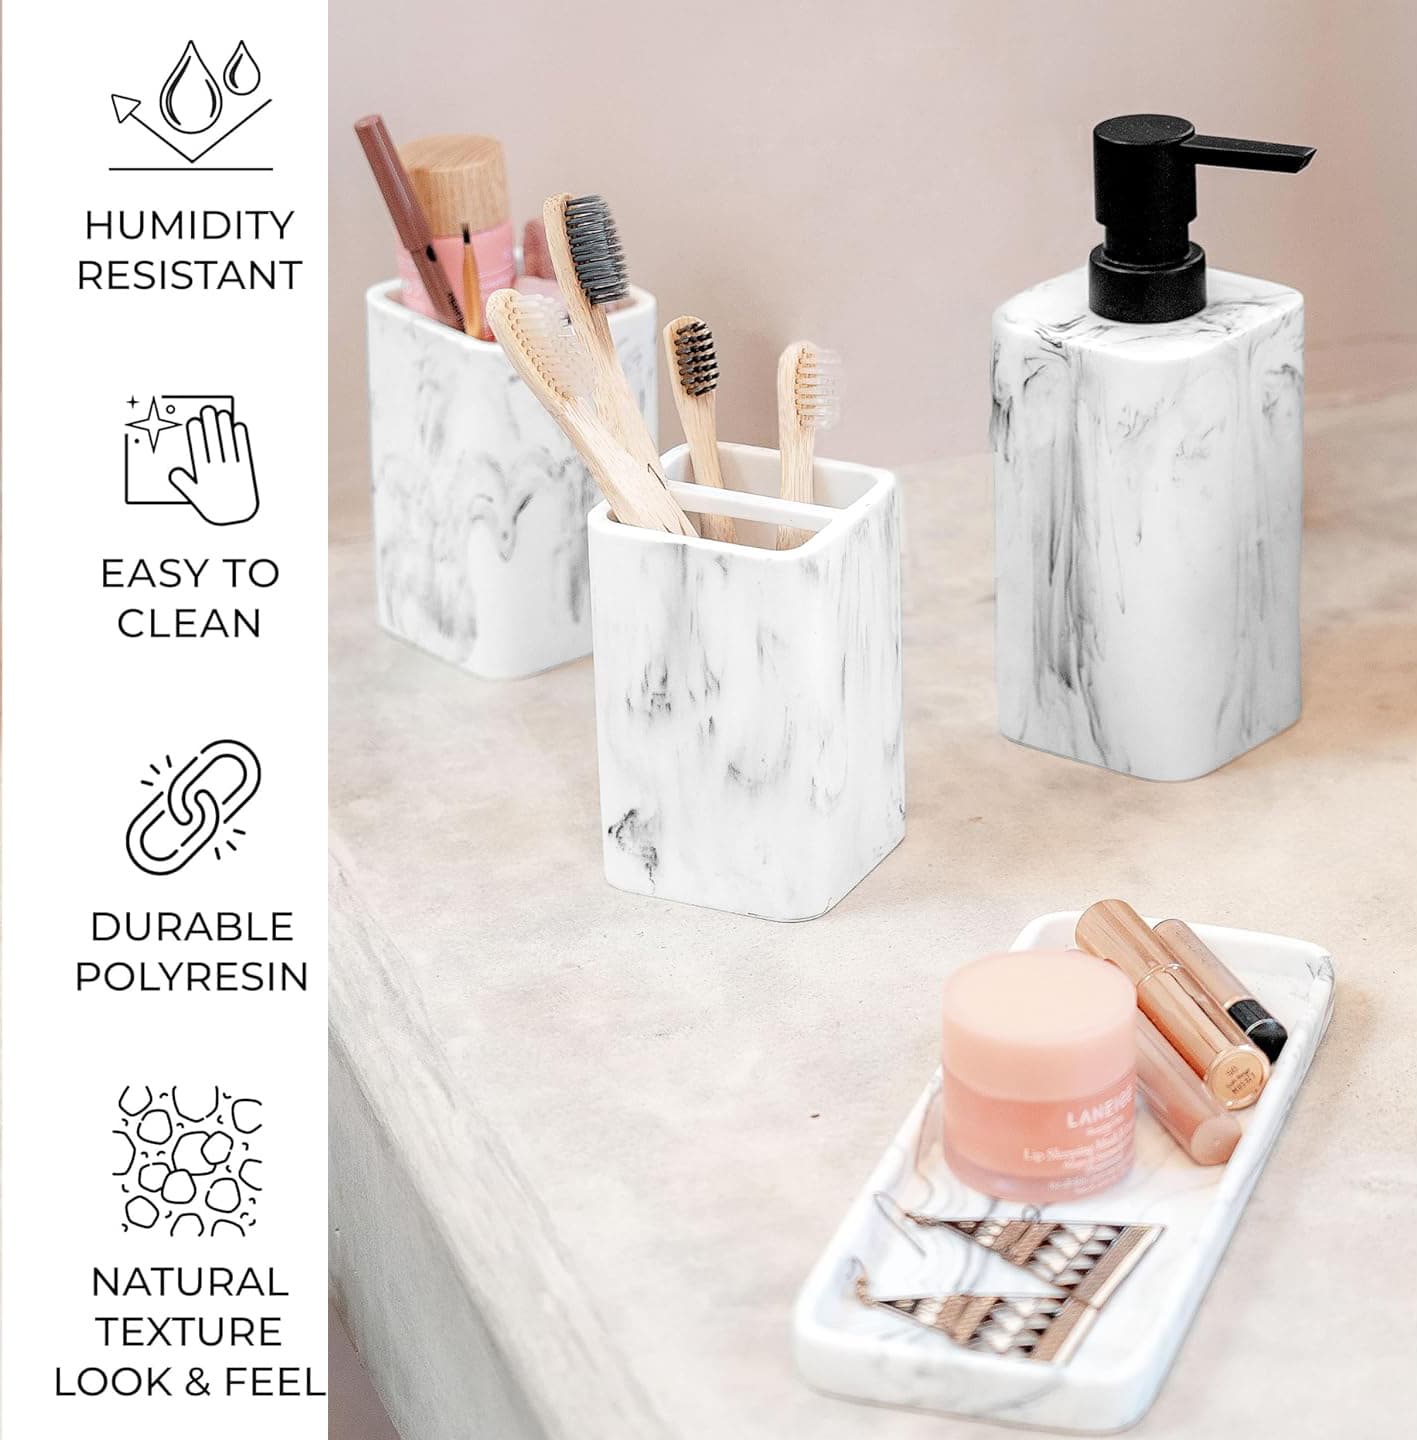 HUMIDITY
RESISTANT
EASY TO
CLEAN
DURABLE
POLYRESIN
NATURAL
TEXTURE
LOOK & FEEL
LANEIGE
Lip Sleeping Mask